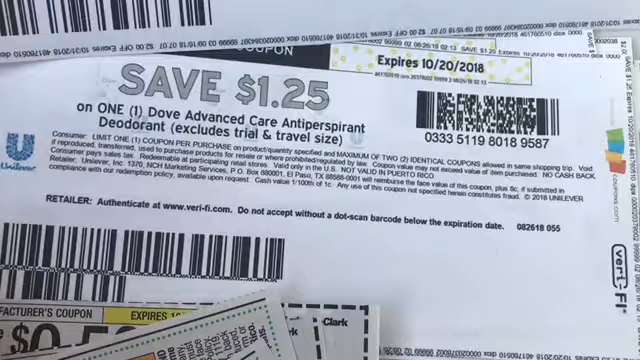 COUPON
Expires 10/20/2018
SAVE $1.25
on ONE (1) Dove Advanced Care Antiperspirant
Deodorant (excludes trial & travel size)
0333 5119 8018 9587
Unilever
Consumer: LIMIT ONE (1) COUPON PER PURCHASE on product/quantity specified and MAXIMUM OF TWO (2) IDENTICAL COUPONS allowed in same shopping trip. Void
if reproduced, transferred, used to purchase products for resale or where prohibited/regulated by law. Coupon value may not exceed value of item purchased. NO CASH BACK.
Consumer pays sales tax. Redeemable at participating retail stores. Valid only in the U.S. NOT VALID IN PUERTO RICO.
Retailer: Unilever, Inc. 1370, NCH Marketing Services, P.O. Box 880001, El Paso, TX 88588-0001 will reimburse the face value of this coupon, plus 8¢, if submitted in
compliance with our redemption policy, available upon request. Cash value 1/100th of 1¢. Any use of this coupon not specified herein constitutes fraud. © 2018 UNILEVER
RETAILER: Authenticate at www.veri-fi.com. Do not accept without a dot-scan barcode below the expiration date. 082618 055
coupons.com
veri-fi
FACTURER'S COUPON
EXPIRES
Clark